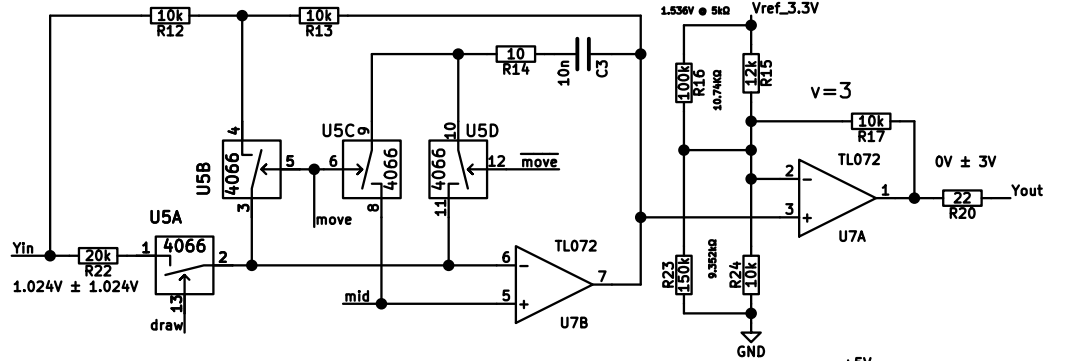 10k
R12
10k
R13
1.536V @ 5kΩ
Vref_3.3V
10
R14
10n
C3
100k
R16
10.74KΩ
12k
R15
v=3
10k
R17
4
U5B
4066
5
3
U5C
9
6
4066
8
move
U5D
10
4066
12
move
11
TL072
2
−
3
+
1
U7A
0V ± 3V
22
R20
Yout
U5A
Yin
20k
R22
1
4066
2
13
1.024V ± 1.024V
draw
mid
TL072
6
−
5
+
7
U7B
R23
150k
9.352kΩ
R24
10k
GND